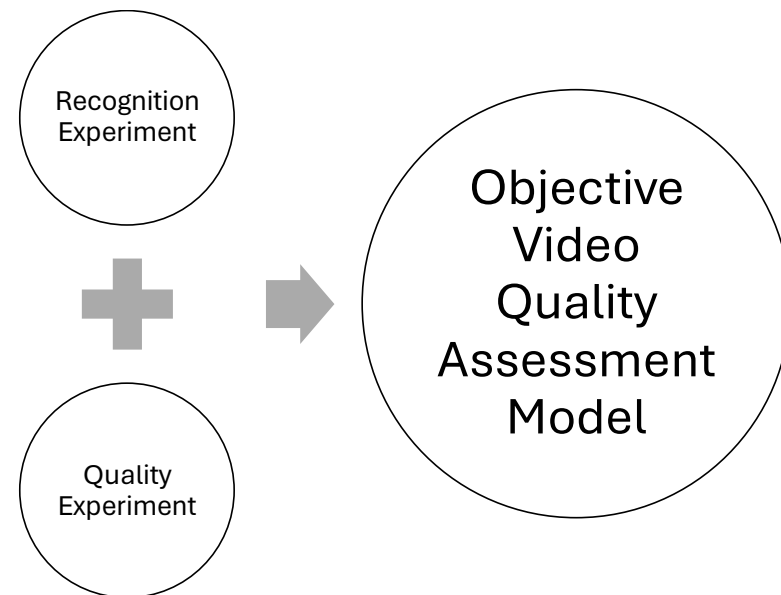 Recognition
Experiment
Quality
Experiment
Objective
Video
Quality
Assessment
Model